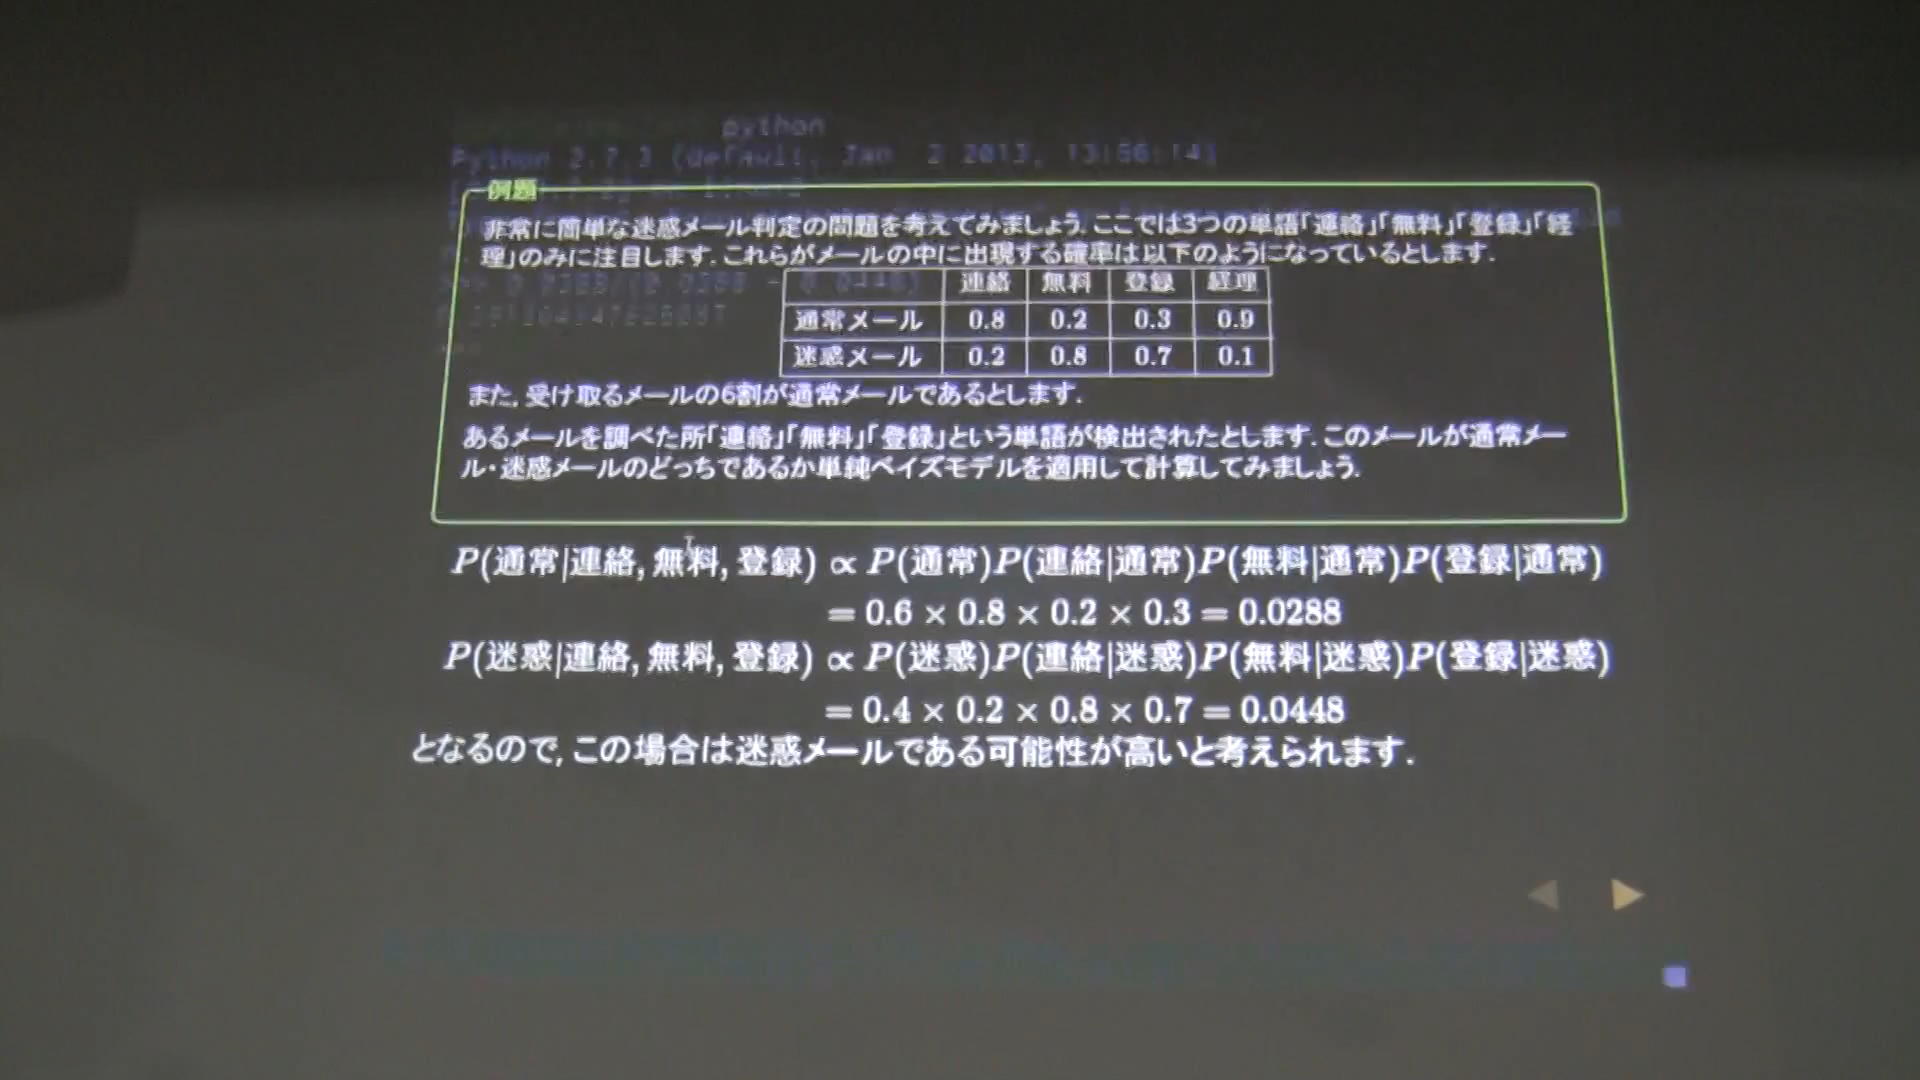 python
Python 2.7.3 (default, Jan 2 2013, 13:56:14)
例題
非常に簡単な迷惑メール判定の問題を考えてみましょう. ここでは3つの単語「連絡」「無料」「登録」「経
理」のみに注目します. これらがメールの中に出現する確率は以下のようになっているとします.
連絡 無料 登録 経理
通常メール 0.8 0.2 0.3 0.9
迷惑メール 0.2 0.8 0.7 0.1
また, 受け取るメールの6割が通常メールであるとします.
あるメールを調べた所「連絡」「無料」「登録」という単語が検出されたとします. このメールが通常メー
ル・迷惑メールのどっちであるか単純ベイズモデルを適用して計算してみましょう.
P(通常|連絡, 無料, 登録) ∝ P(通常)P(連絡|通常)P(無料|通常)P(登録|通常)
= 0.6 × 0.8 × 0.2 × 0.3 = 0.0288
P(迷惑|連絡, 無料, 登録) ∝ P(迷惑)P(連絡|迷惑)P(無料|迷惑)P(登録|迷惑)
= 0.4 × 0.2 × 0.8 × 0.7 = 0.0448
となるので, この場合は迷惑メールである可能性が高いと考えられます.